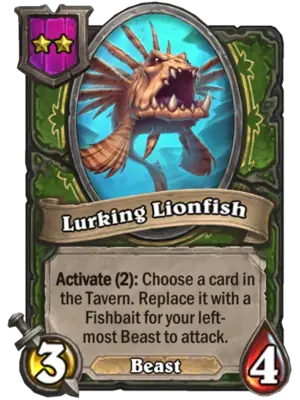 Lurking Lionfish
Activate (2): Choose a card in
the Tavern. Replace it with a
Fishbait for your left-
most Beast to attack.
3
Beast
4